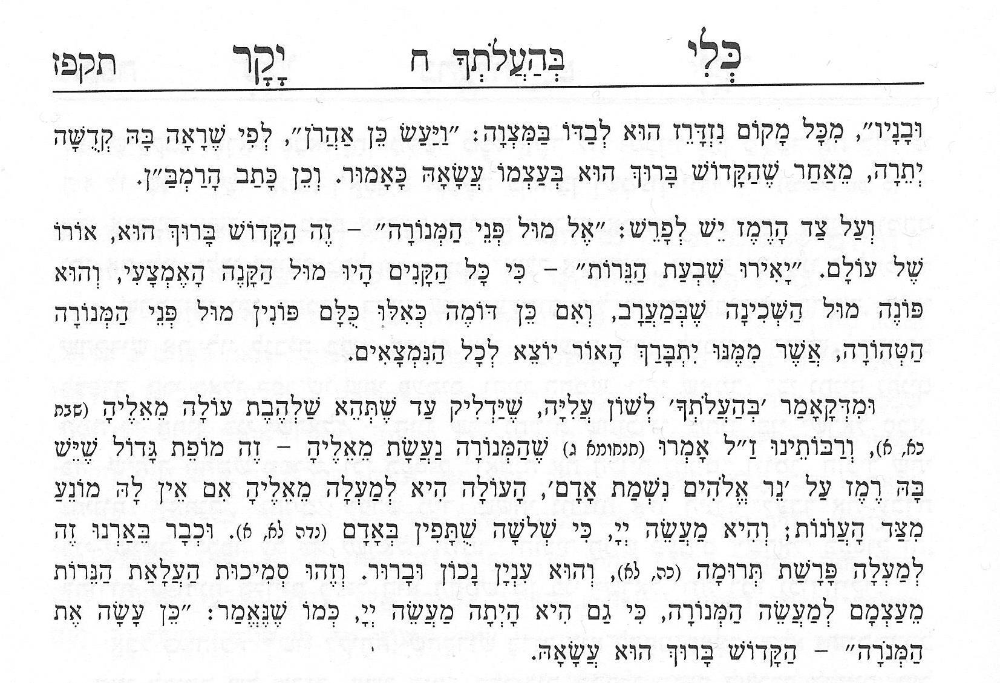 כְּלִי בְּהַעֲלֹתְךָ ח יָקָר תקפז
וּבָנָיו״, מִכָּל מָקוֹם נִזְדָּרֵז הוּא לְבַדּוֹ בַּמִּצְוָה: ״וַיַּעַשׂ כֵּן אַהֲרֹן״, לְפִי שֶׁרָאָה בָּהּ קְדֻשָּׁה
יְתֵרָה, מֵאַחַר שֶׁהַקָּדוֹשׁ בָּרוּךְ הוּא בְּעַצְמוֹ עֲשָׂאָהּ כָּאָמוּר. וְכֵן כָּתַב הָרַמְבַּ״ן.
וְעַל צַד הָרֶמֶז יֵשׁ לְפָרֵשׁ: ״אֶל מוּל פְּנֵי הַמְּנוֹרָה״ – זֶה הַקָּדוֹשׁ בָּרוּךְ הוּא, אוֹרוֹ
שֶׁל עוֹלָם. ״יָאִירוּ שִׁבְעַת הַנֵּרוֹת״ – כִּי כָּל הַקָּנִים הָיוּ מוּל הַקָּנֶה הָאֶמְצָעִי, וְהוּא
פּוֹנֶה מוּל הַשְּׁכִינָה שֶׁבְּמַעֲרָב, וְאִם כֵּן דּוֹמֶה כְּאִלּוּ כֻּלָּם פּוֹנִין מוּל פְּנֵי הַמְּנוֹרָה
הַטְּהוֹרָה, אֲשֶׁר מִמֶּנּוּ יִתְבָּרַךְ הָאוֹר יוֹצֵא לְכָל הַנִּמְצָאִים.
וּמִדְּקָאָמַר ׳בְּהַעֲלֹתְךָ׳ לְשׁוֹן עֲלִיָּה, שֶׁיַּדְלִיק עַד שֶׁתְּהֵא שַׁלְהֶבֶת עוֹלָה מֵאֵלֶיהָ (שבת
כא, א), וְרַבּוֹתֵינוּ זַ״ל אָמְרוּ (תנחומא ג) שֶׁהַמְּנוֹרָה נַעֲשָׂת מֵאֵלֶיהָ – זֶה מוֹפֵת גָּדוֹל שֶׁיֵּשׁ
בָּהּ רֶמֶז עַל ׳נֵר אֱלֹהִים נִשְׁמַת אָדָם׳, הָעוֹלָה הִיא לְמַעְלָה מֵאֵלֶיהָ אִם אֵין לָהּ מוֹנֵעַ
מִצַּד הָעֲוֹנוֹת; וְהִיא מַעֲשֵׂה יְיָ, כִּי שְׁלֹשָׁה שֻׁתָּפִין בְּאָדָם (נדה לא, א). וּכְבָר בֵּאַרְנוּ זֶה
לְמַעְלָה פָּרָשַׁת תְּרוּמָה (כה, לא), וְהוּא עִנְיָן נָכוֹן וּבָרוּר. וְזֶהוּ סְמִיכוּת הַעֲלָאַת הַנֵּרוֹת
מֵעַצְמָם לְמַעֲשֵׂה הַמְּנוֹרָה, כִּי גַם הִיא הָיְתָה מַעֲשֵׂה יְיָ, כְּמוֹ שֶׁנֶּאֱמַר: ״כֵּן עָשָׂה אֶת
הַמְּנֹרָה״ – הַקָּדוֹשׁ בָּרוּךְ הוּא עֲשָׂאָהּ.